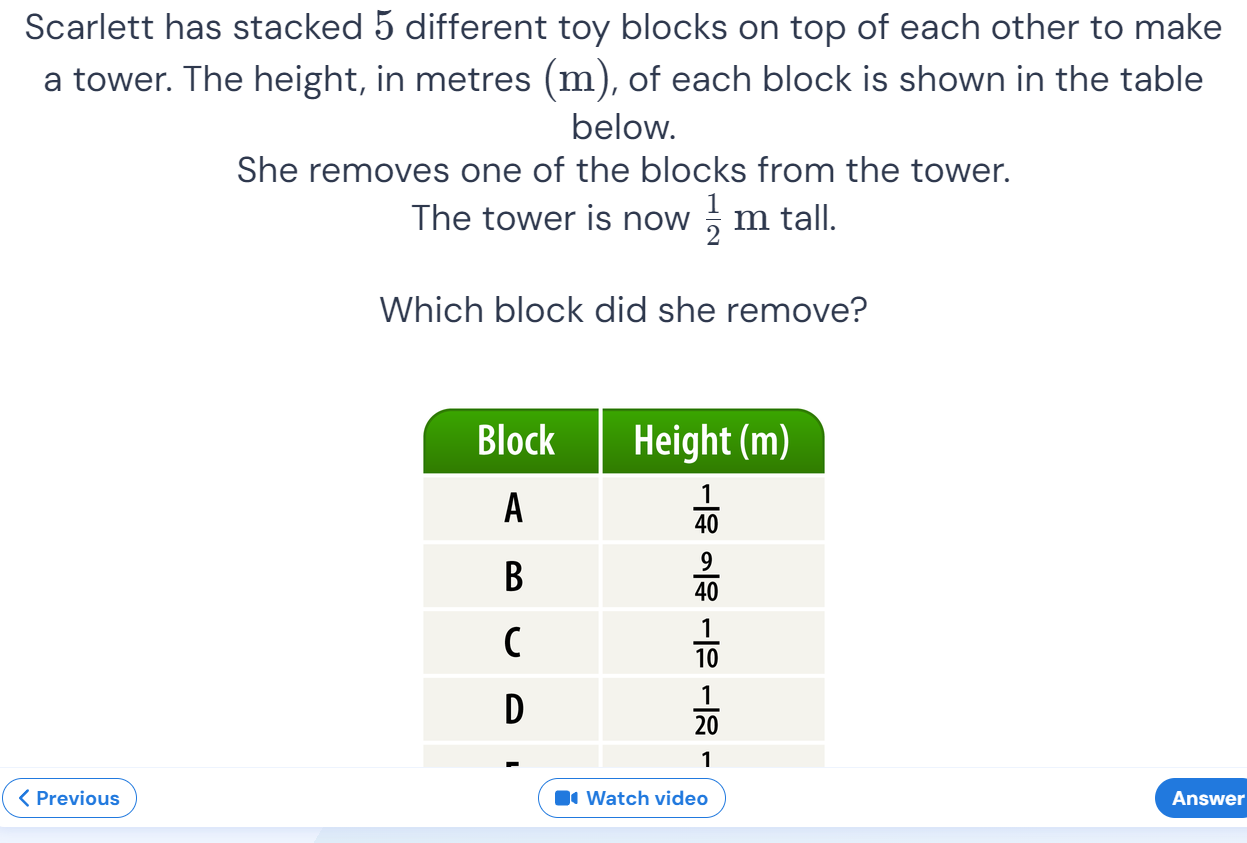 Scarlett has stacked 5 different toy blocks on top of each other to make
a tower. The height, in metres (m), of each block is shown in the table
below.
She removes one of the blocks from the tower.
The tower is now 1/2 m tall.
Which block did she remove?
Block Height (m)
A 1/40
B 9/40
C 1/10
D 1/20
1
Previous Watch video Answer